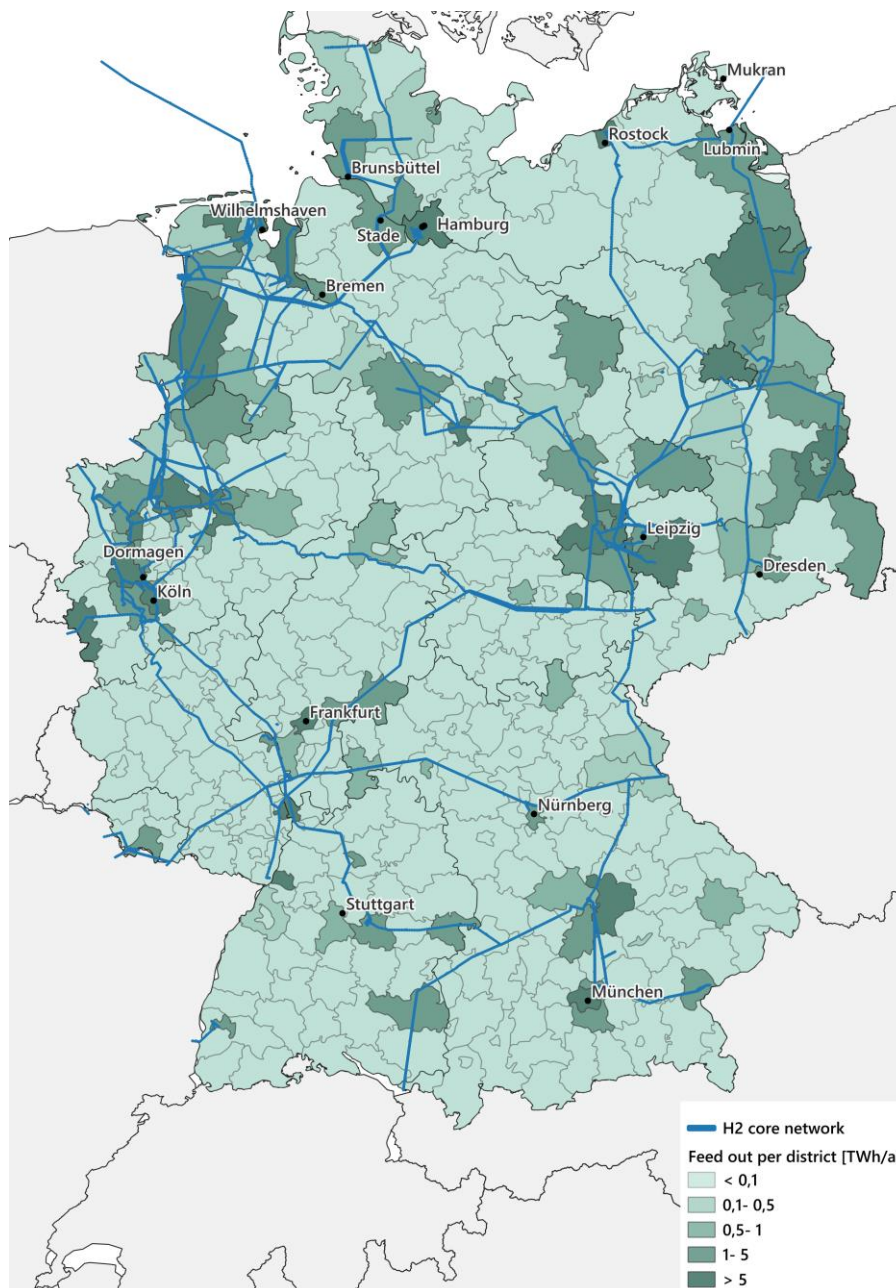 Mukran
Rostock
Lubmin
Brunsbüttel
Wilhelmshaven
Stade
Hamburg
Bremen
Leipzig
Dormagen
Dresden
Köln
Frankfurt
Nürnberg
Stuttgart
München
H2 core network
Feed out per district [TWh/a
< 0,1
0,1- 0,5
0,5- 1
1- 5
> 5